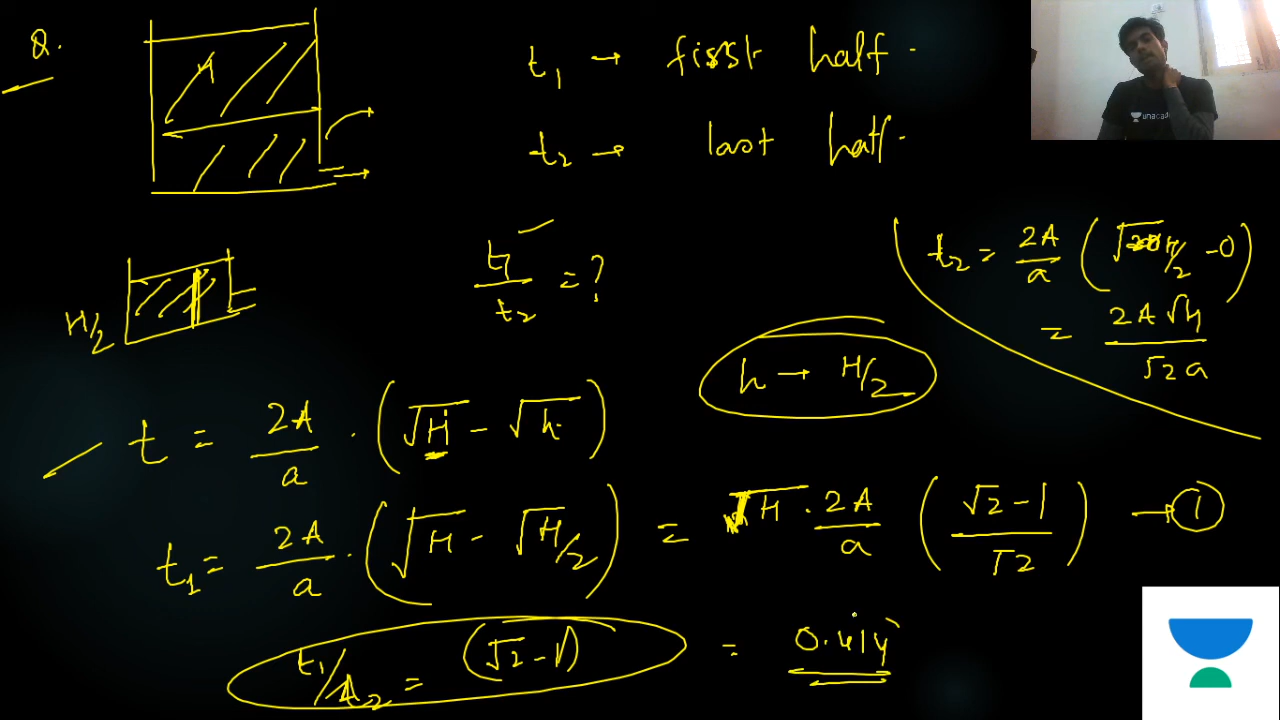 Q.
t₁ → first half.
t₂ → last half.
t₁/t₂ = ?
H/2
t₂ = 2A/a (√H/2 - 0)
= 2A√H/√2a
h → H/2
t = 2A/a · (√H - √h)
t₁ = 2A/a · (√H - √H/2) = √H · 2A/a ((√2-1)/√2) → ①
t₁/t₂ = (√2-1) = 0.414